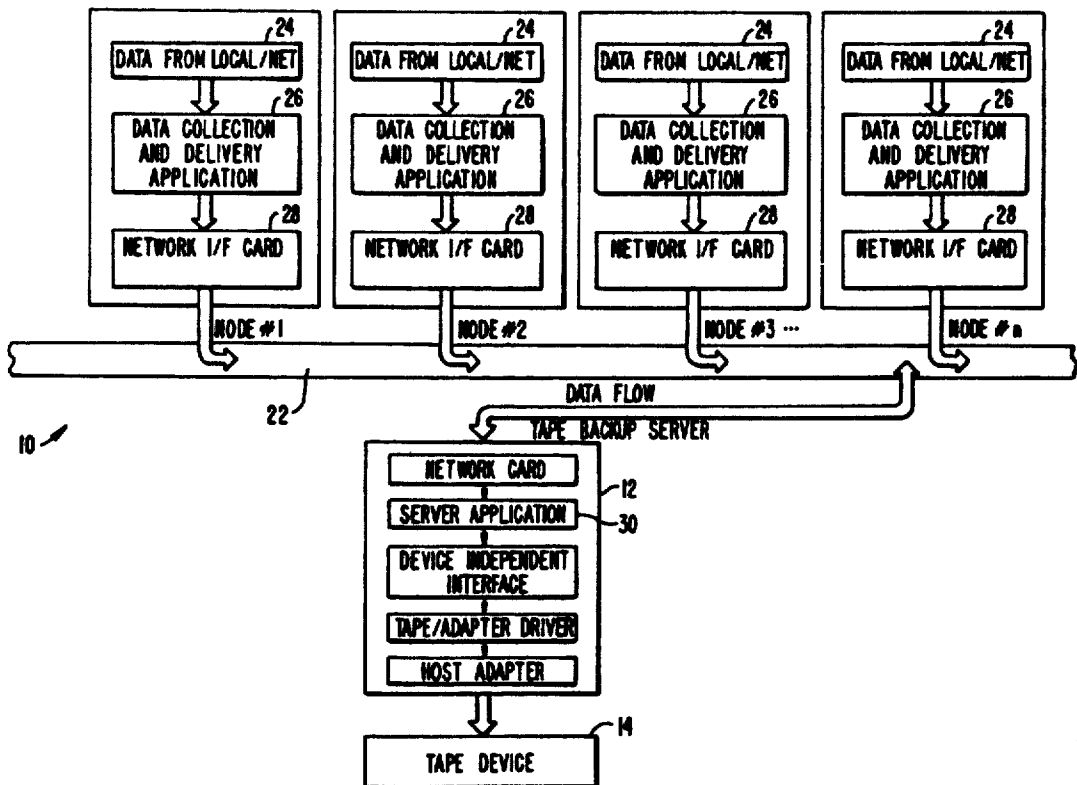 24 24 24 24
DATA FROM LOCAL/NET DATA FROM LOCAL/NET DATA FROM LOCAL/NET DATA FROM LOCAL/NET
26 26 26 26
DATA COLLECTION DATA COLLECTION DATA COLLECTION DATA COLLECTION
AND DELIVERY AND DELIVERY AND DELIVERY AND DELIVERY
APPLICATION APPLICATION APPLICATION APPLICATION
28 28 28 28
NETWORK I/F CARD NETWORK I/F CARD NETWORK I/F CARD NETWORK I/F CARD
NODE #1 NODE #2 NODE #3 ... NODE #n
22
DATA FLOW
10
TAPE BACKUP SERVER
NETWORK CARD
12
SERVER APPLICATION
30
DEVICE INDEPENDENT
INTERFACE
TAPE/ADAPTER DRIVER
HOST ADAPTER
14
TAPE DEVICE